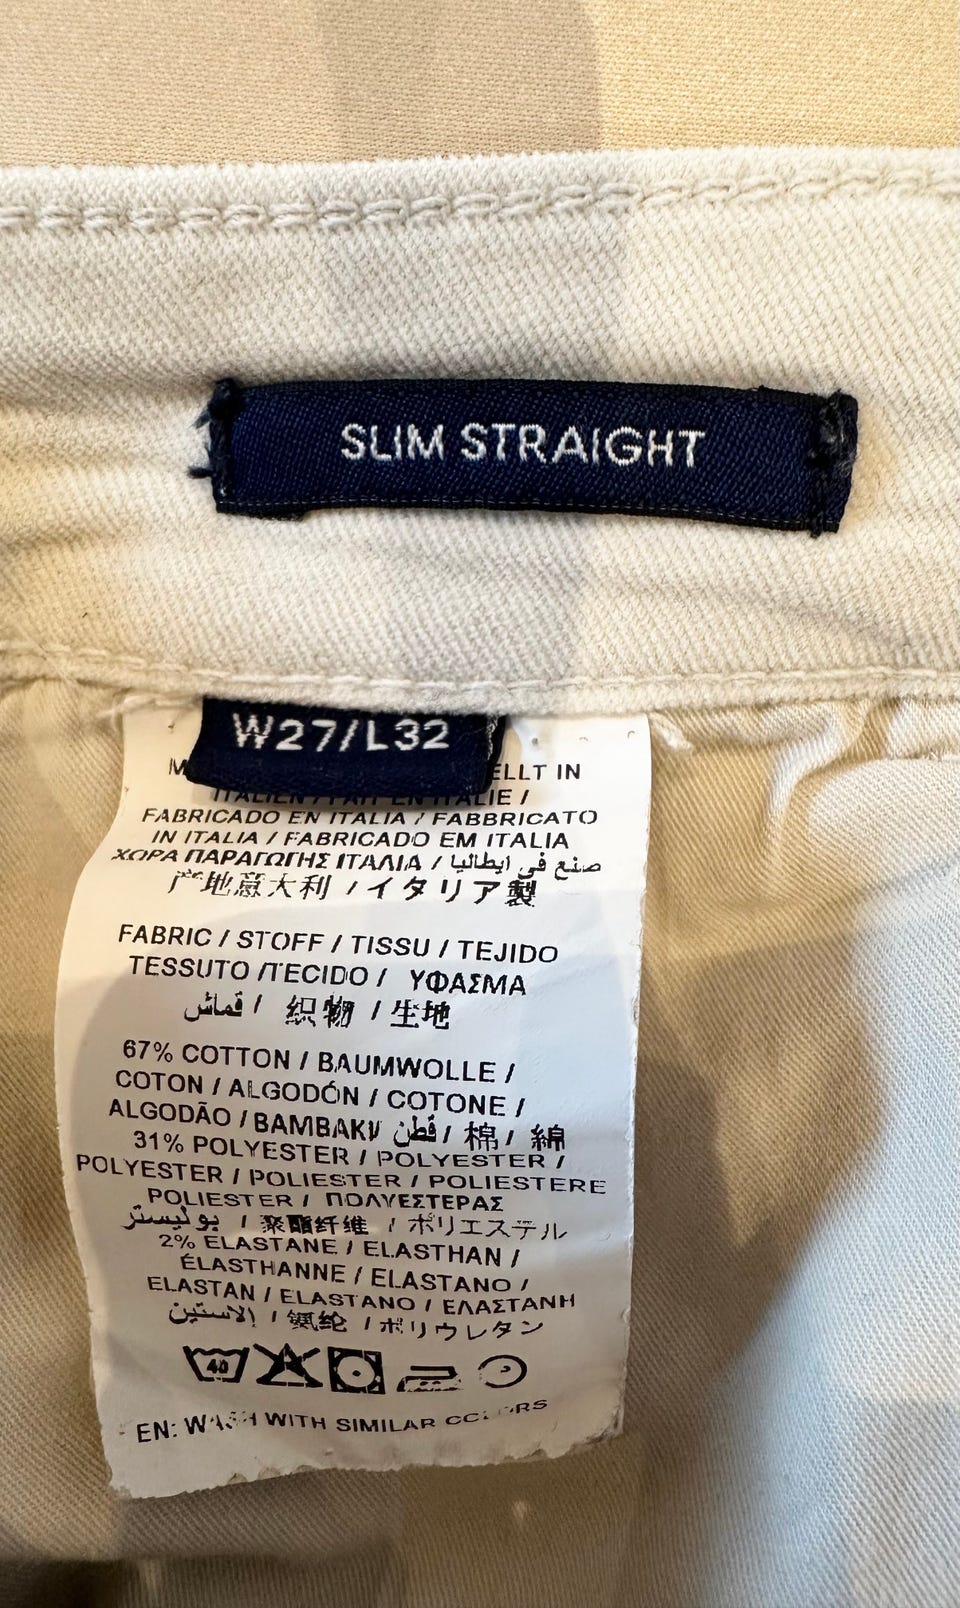 SLIM STRAIGHT
W27/L32
ELLT IN
ITALIEN / FAIT EN ITALIE /
FABRICADO EN ITALIA / FABBRICATO
IN ITALIA / FABRICADO EM ITALIA
ΧΩΡΑ ΠΑΡΑΓΩΓΗΣ ΙΤΑΛΙΑ / صنع في ايطاليا
产地意大利 / イタリア製
FABRIC / STOFF / TISSU / TEJIDO
TESSUTO /TECIDO / ΥΦΑΣΜΑ
قماش / 织物 / 生地
67% COTTON / BAUMWOLLE /
COTON / ALGODÓN / COTONE /
ALGODÃO / ΒΑΜΒΑΚΙ/ قطن / 棉 / 綿
31% POLYESTER / POLYESTER /
POLYESTER / POLIESTER / POLIESTERE
POLIESTER / ΠΟΛΥΕΣΤΕΡΑΣ
بوليستر / 聚酯纤维 / ポリエステル
2% ELASTANE / ELASTHAN /
ÉLASTHANNE / ELASTANO /
ELASTAN / ELASTANO / ΕΛΑΣΤΑΝΗ
الاستين / 氨纶 / ポリウレタン
40
EN: WASH WITH SIMILAR COLORS